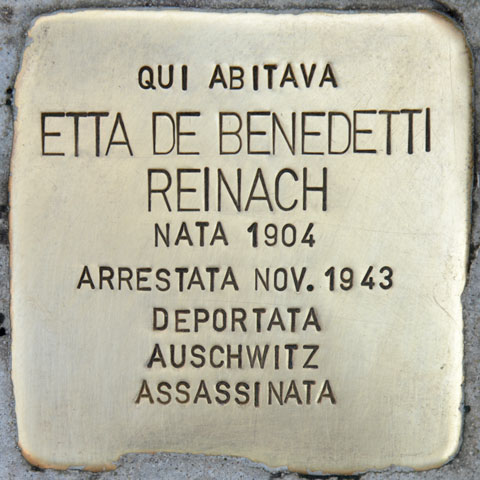 QUI ABITAVA
ETTA DE BENEDETTI
REINACH
NATA 1904
ARRESTATA NOV. 1943
DEPORTATA
AUSCHWITZ
ASSASSINATA